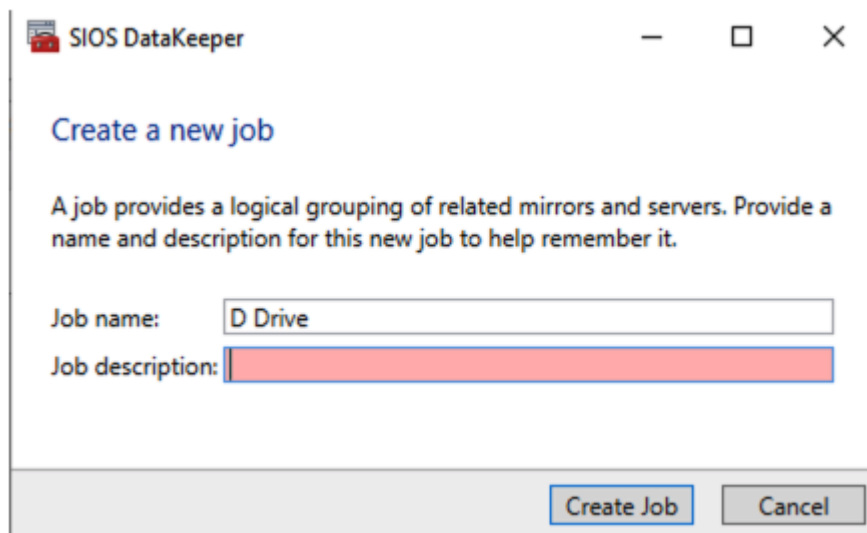 SIOS DataKeeper
Create a new job
A job provides a logical grouping of related mirrors and servers. Provide a
name and description for this new job to help remember it.
Job name: D Drive
Job description:
Create Job Cancel